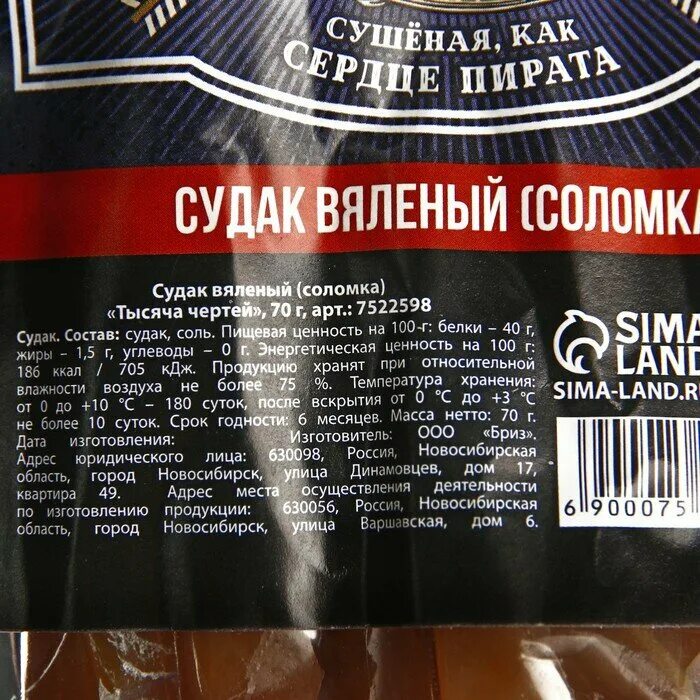 СУШЁНАЯ, КАК
СЕРДЦЕ ПИРАТА
СУДАК ВЯЛЕНЫЙ (СОЛОМКА
Судак вяленый (соломка)
«Тысяча чертей», 70 г, арт.: 7522598
Судак. Состав: судак, соль. Пищевая ценность на 100 г: белки – 40 г,
жиры – 1,5 г, углеводы – 0 г. Энергетическая ценность на 100 г:
186 ккал / 705 кДж. Продукцию хранят при относительной
влажности воздуха не более 75 %. Температура хранения:
от 0 до +10 °С – 180 суток, после вскрытия от 0 °С до +3 °С
не более 10 суток. Срок годности: 6 месяцев. Масса нетто: 70 г.
Дата изготовления: Изготовитель: ООО «Бриз».
Адрес юридического лица: 630098, Россия, Новосибирская
область, город Новосибирск, улица Динамовцев, дом 17,
квартира 49. Адрес места осуществления деятельности
по изготовлению продукции: 630056, Россия, Новосибирская
область, город Новосибирск, улица Варшавская, дом 6.
SIMA
LAND
SIMA-LAND.R
6 900075